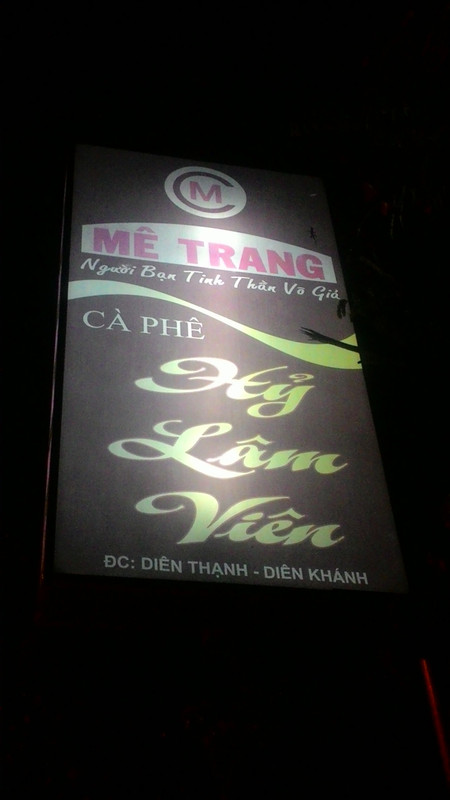 MC
MÊ TRANG
Người Bạn Tinh Thần Vô Giá
CÀ PHÊ
Hỷ
Lâm
Viên
ĐC: DIÊN THẠNH - DIÊN KHÁNH